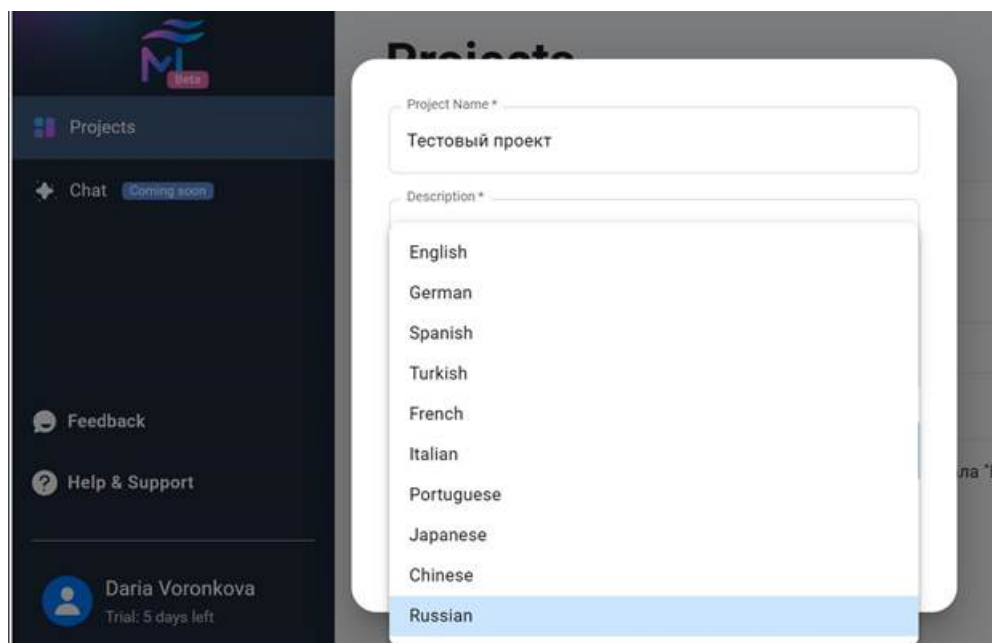 ML
Beta
Projects
Chat Coming soon
Feedback
Help & Support
Daria Voronkova
Trial: 5 days left
Projects
Project Name *
Тестовый проект
Description *
English
German
Spanish
Turkish
French
Italian
Portuguese
Japanese
Chinese
Russian